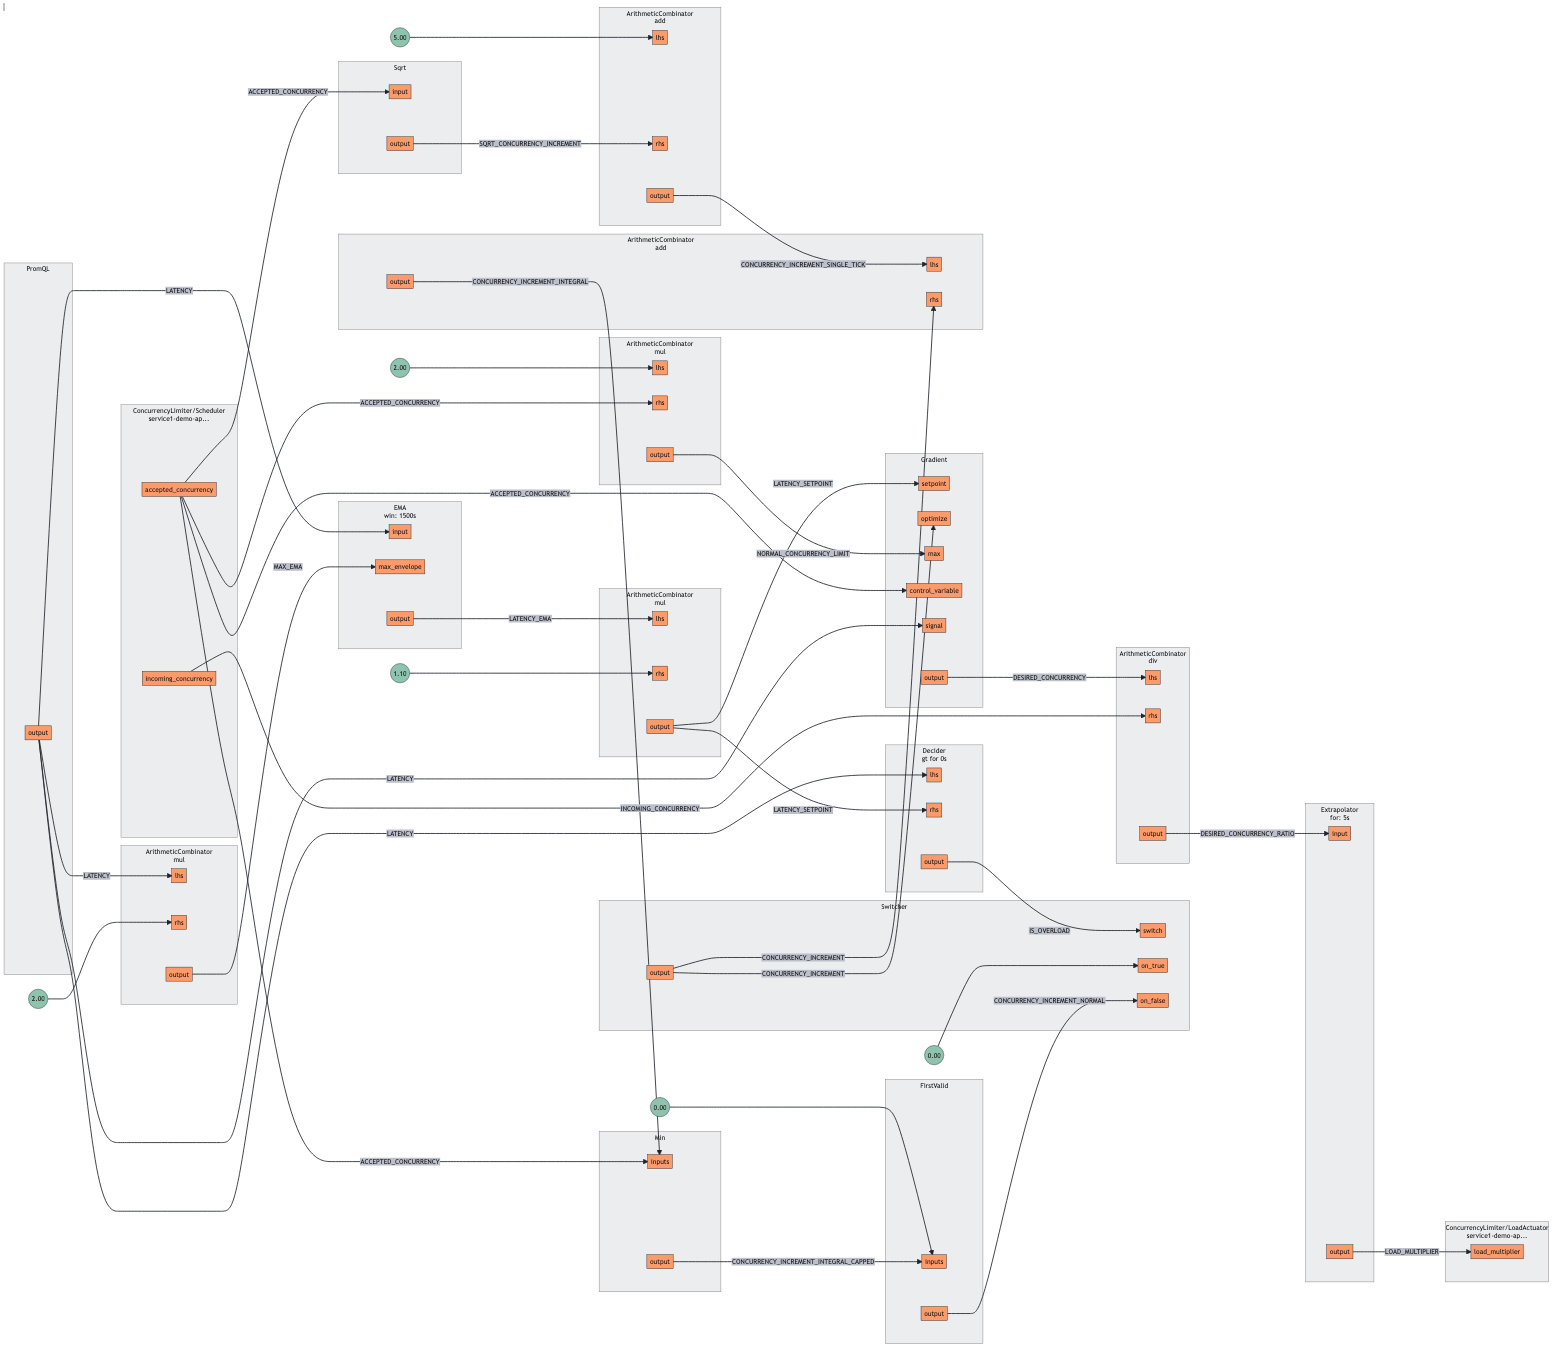 5.00
ArithmeticCombinator
add
lhs
rhs
output
Sqrt
input
output
ACCEPTED_CONCURRENCY
SQRT_CONCURRENCY_INCREMENT
ArithmeticCombinator
add
lhs
rhs
output
CONCURRENCY_INCREMENT_INTEGRAL
CONCURRENCY_INCREMENT_SINGLE_TICK
PromQL
output
LATENCY
2.00
ArithmeticCombinator
mul
lhs
rhs
output
ACCEPTED_CONCURRENCY
ConcurrencyLimiter/Scheduler
service1-demo-ap...
accepted_concurrency
incoming_concurrency
ACCEPTED_CONCURRENCY
EMA
win: 1500s
input
max_envelope
output
MAX_EMA
LATENCY_EMA
Gradient
setpoint
optimize
max
control_variable
signal
output
LATENCY_SETPOINT
NORMAL_CONCURRENCY_LIMIT
ArithmeticCombinator
mul
lhs
rhs
output
1.10
DESIRED_CONCURRENCY
ArithmeticCombinator
div
lhs
rhs
output
LATENCY
INCOMING_CONCURRENCY
LATENCY
LATENCY_SETPOINT
Decider
gt for 0s
lhs
rhs
output
DESIRED_CONCURRENCY_RATIO
Extrapolator
for: 5s
input
output
LATENCY
ArithmeticCombinator
mul
lhs
rhs
output
2.00
Switcher
output
switch
on_true
on_false
IS_OVERLOAD
CONCURRENCY_INCREMENT
CONCURRENCY_INCREMENT
CONCURRENCY_INCREMENT_NORMAL
0.00
0.00
FirstValid
inputs
output
Min
inputs
output
ACCEPTED_CONCURRENCY
CONCURRENCY_INCREMENT_INTEGRAL_CAPPED
LOAD_MULTIPLIER
ConcurrencyLimiter/LoadActuator
service1-demo-ap...
load_multiplier